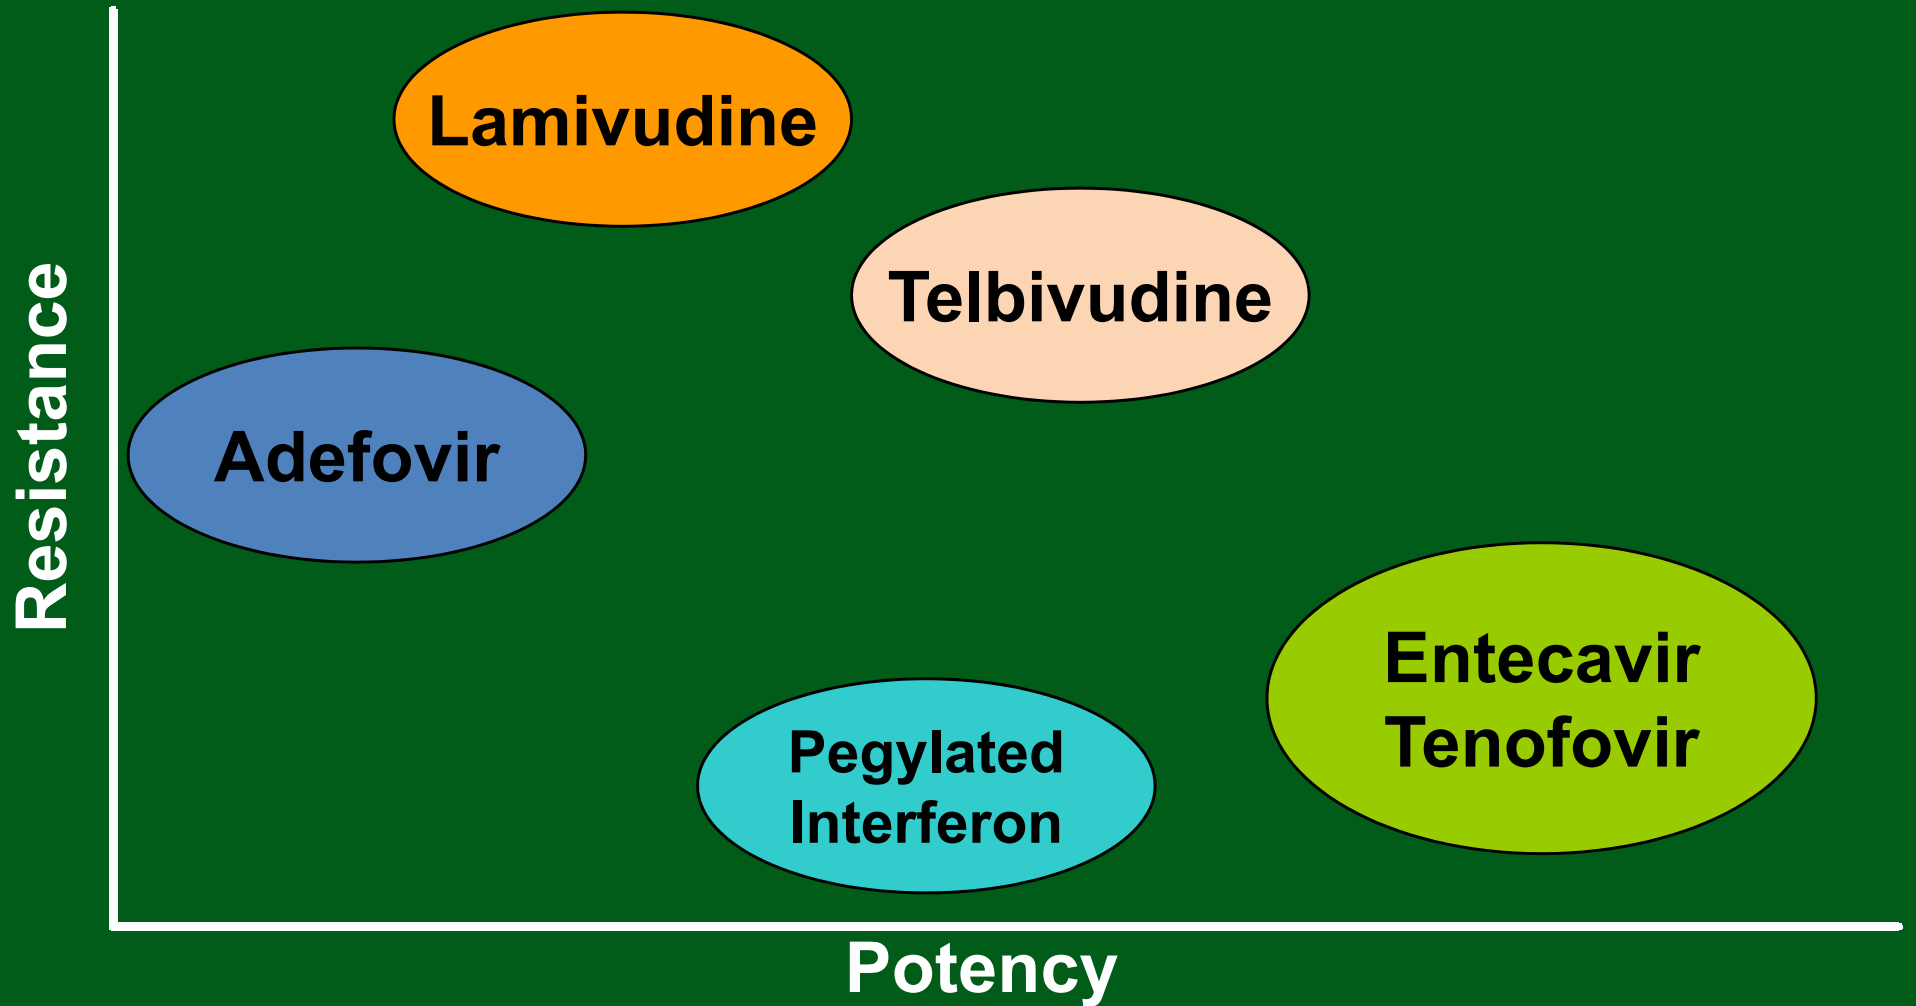 Lamivudine
Telbivudine
Resistance
Adefovir
Entecavir
Tenofovir
Pegylated
Interferon
Potency